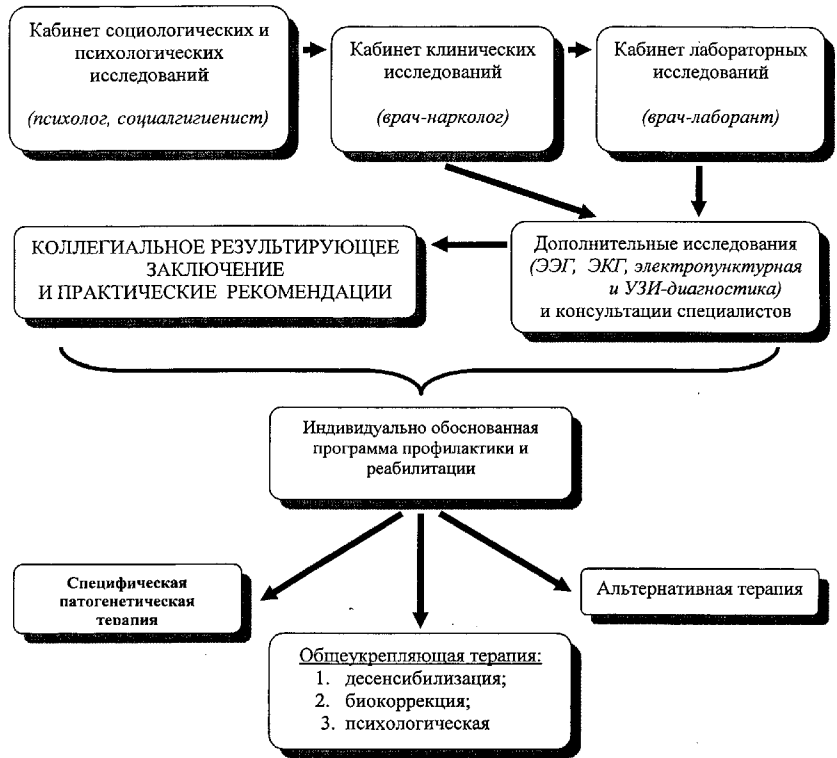 Кабинет социологических и
психологических
исследований
(психолог, социалгигиенист)
Кабинет клинических
исследований
(врач-нарколог)
Кабинет лабораторных
исследований
(врач-лаборант)
КОЛЛЕГИАЛЬНОЕ РЕЗУЛЬТИРУЮЩЕЕ
ЗАКЛЮЧЕНИЕ
И ПРАКТИЧЕСКИЕ РЕКОМЕНДАЦИИ
Дополнительные исследования
(ЭЭГ, ЭКГ, электропунктурная
и УЗИ-диагностика)
и консультации специалистов
Индивидуально обоснованная
программа профилактики и
реабилитации
Специфическая
патогенетическая
терапия
Альтернативная терапия
Общеукрепляющая терапия:
1. десенсибилизация;
2. биокоррекция;
3. психологическая